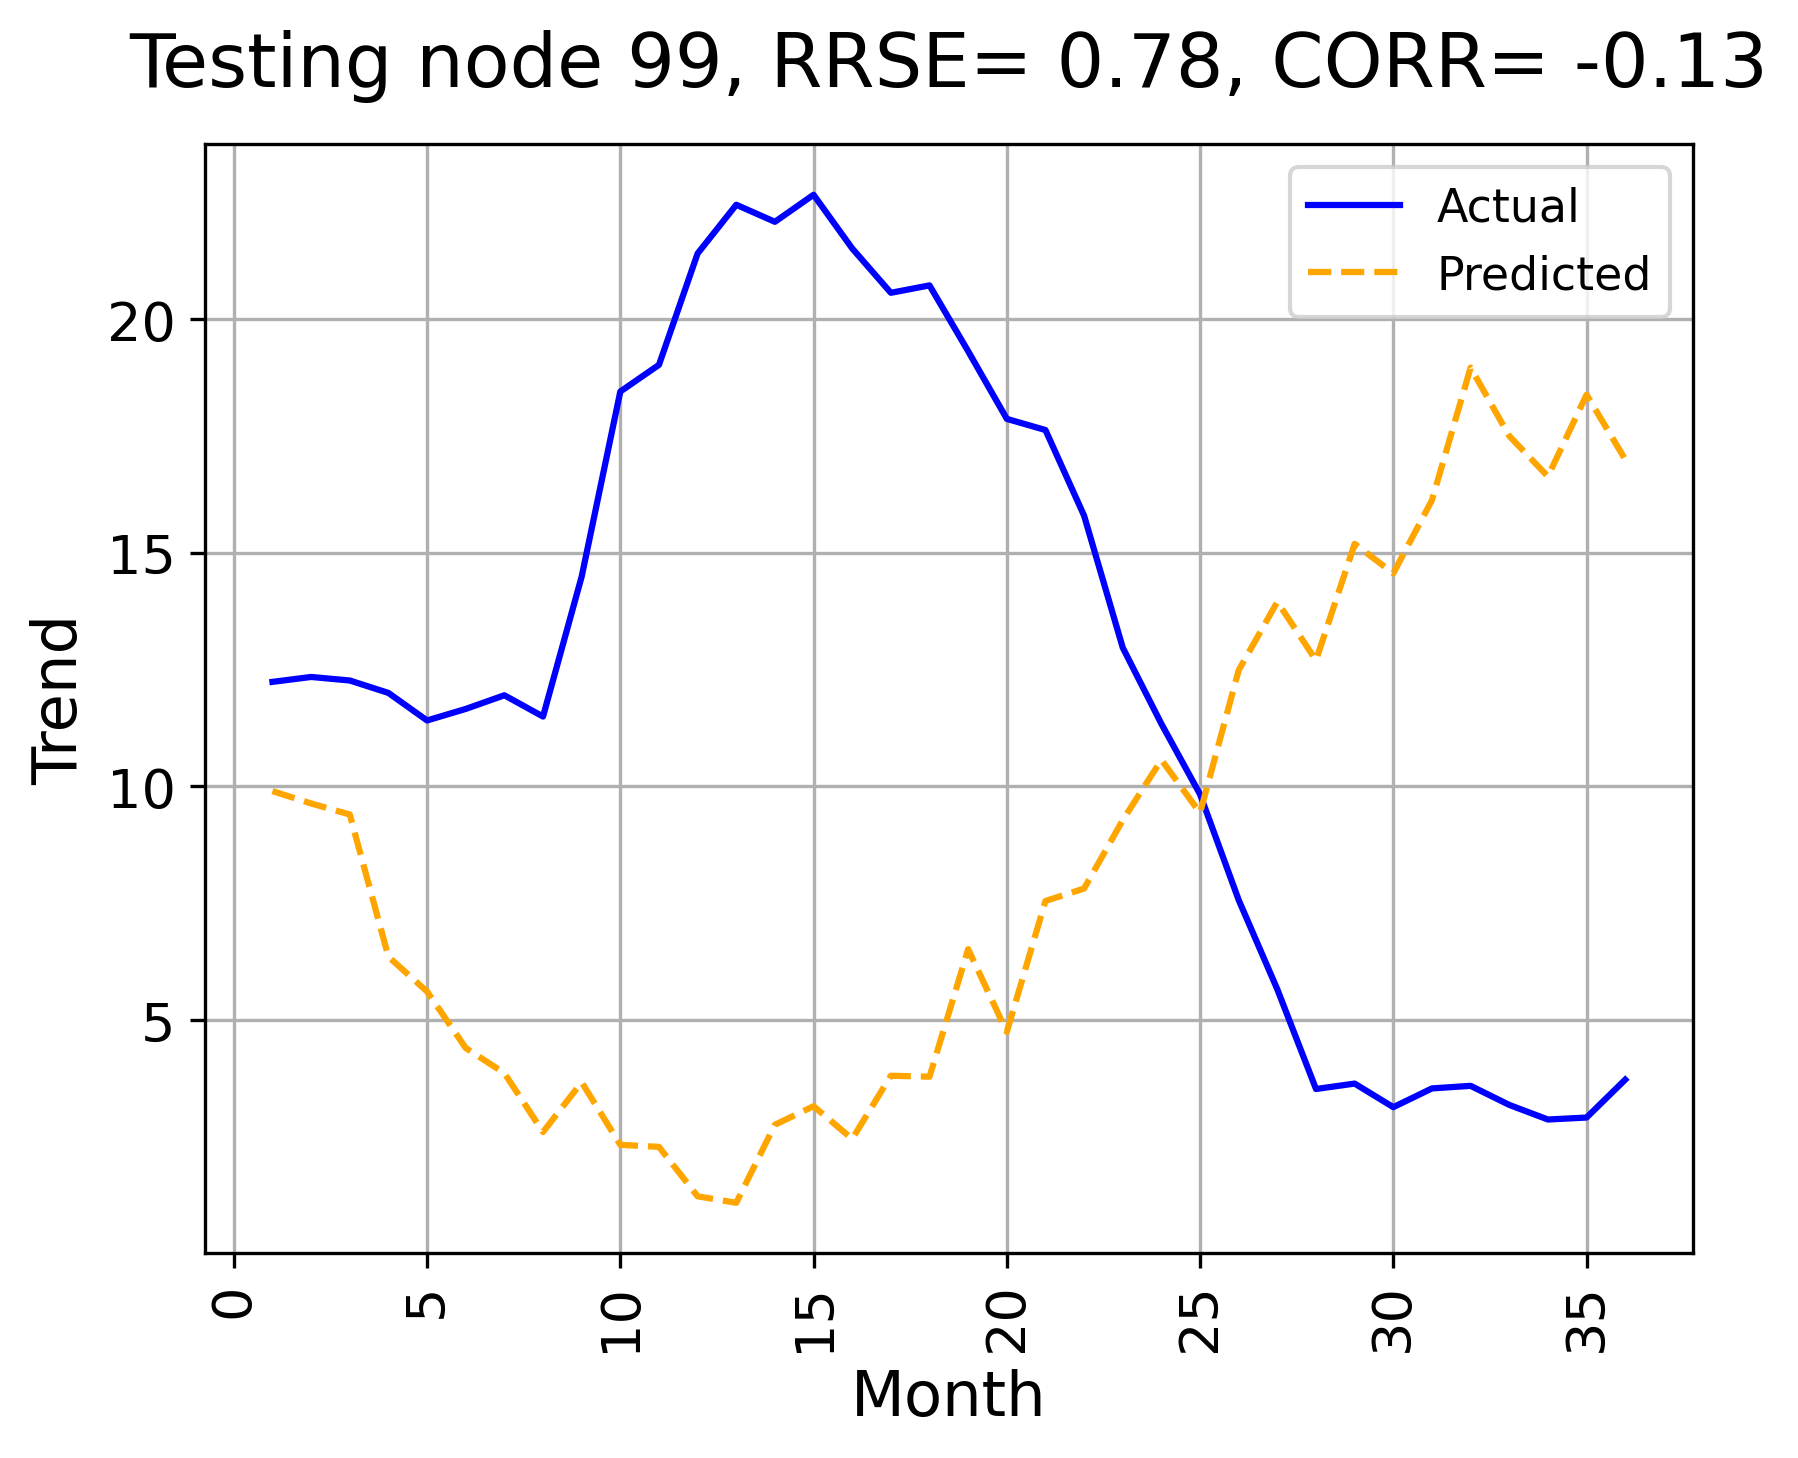 Testing node 99, RRSE= 0.78, CORR= -0.13
Actual
Predicted
20
15
10
5
Trend
0
5
10
15
20
25
30
35
Month